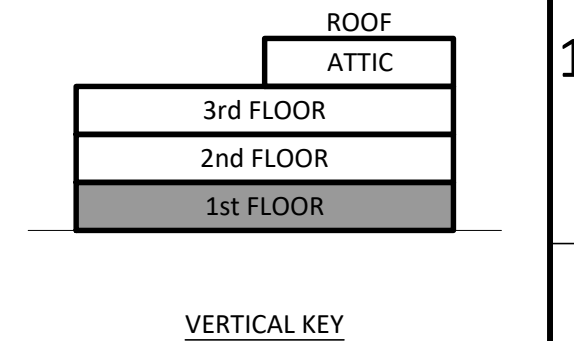 ROOF
ATTIC
3rd FLOOR
2nd FLOOR
1st FLOOR
VERTICAL KEY